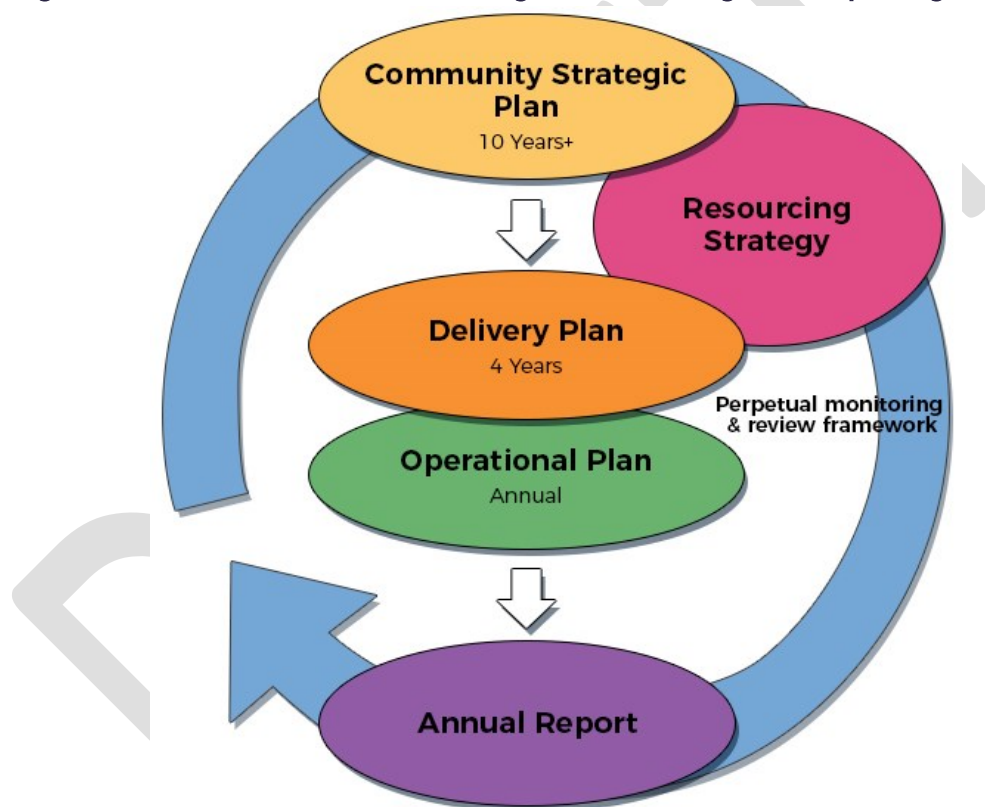 Community Strategic
Plan
10 Years+
Resourcing
Strategy
Delivery Plan
4 Years
Perpetual monitoring
& review framework
Operational Plan
Annual
Annual Report